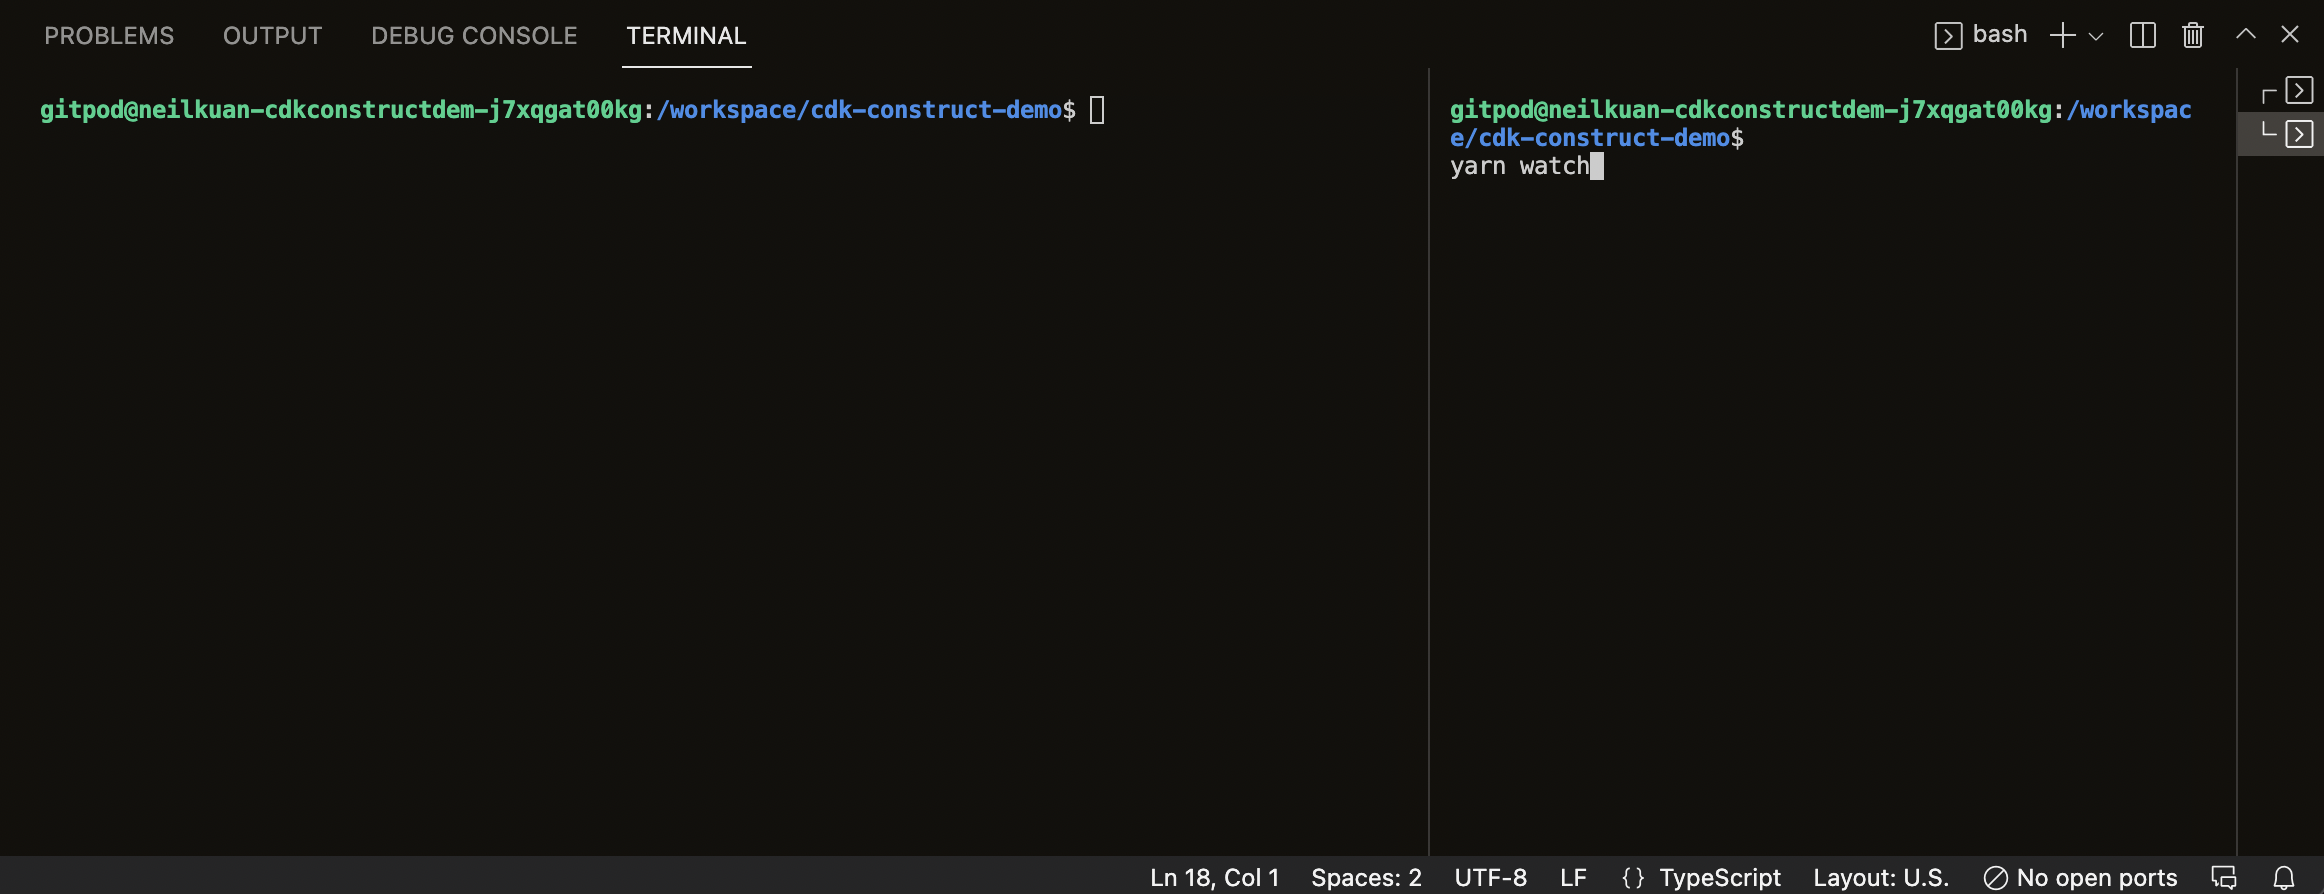 PROBLEMS OUTPUT DEBUG CONSOLE TERMINAL bash
gitpod@neilkuan-cdkconstructdem-j7xqgat00kg:/workspace/cdk-construct-demo$
gitpod@neilkuan-cdkconstructdem-j7xqgat00kg:/workspac
e/cdk-construct-demo$
yarn watch
Ln 18, Col 1 Spaces: 2 UTF-8 LF {} TypeScript Layout: U.S. No open ports